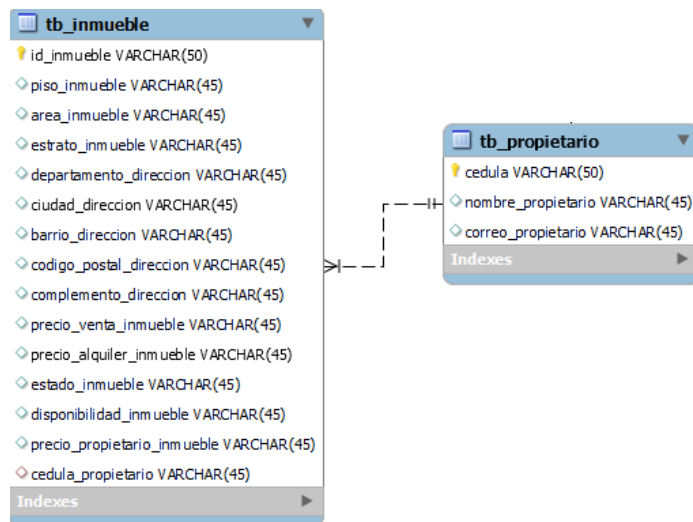 tb_inmueble
id_inmueble VARCHAR(50)
piso_inmueble VARCHAR(45)
area_inmueble VARCHAR(45)
estrato_inmueble VARCHAR(45)
departamento_direccion VARCHAR(45)
ciudad_direccion VARCHAR(45)
barrio_direccion VARCHAR(45)
codigo_postal_direccion VARCHAR(45)
complemento_direccion VARCHAR(45)
precio_venta_inmueble VARCHAR(45)
precio_alquiler_inmueble VARCHAR(45)
estado_inmueble VARCHAR(45)
disponibilidad_inmueble VARCHAR(45)
precio_propietario_inmueble VARCHAR(45)
cedula_propietario VARCHAR(45)
Indexes
tb_propietario
cedula VARCHAR(50)
nombre_propietario VARCHAR(45)
correo_propietario VARCHAR(45)
Indexes